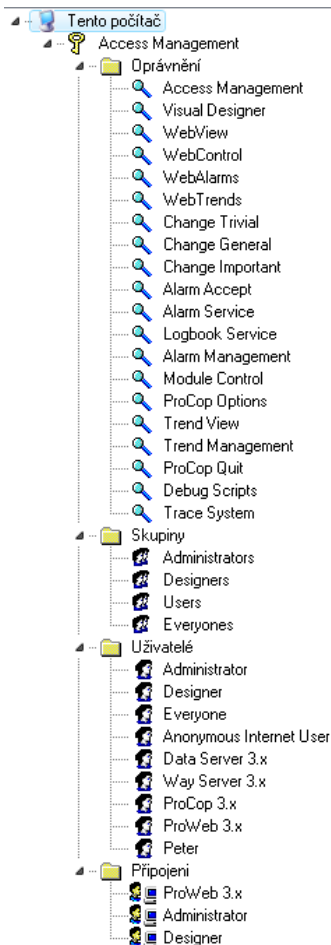 Tento počítač
Access Management
Oprávnění
Access Management
Visual Designer
WebView
WebControl
WebAlarms
WebTrends
Change Trivial
Change General
Change Important
Alarm Accept
Alarm Service
Logbook Service
Alarm Management
Module Control
ProCop Options
Trend View
Trend Management
ProCop Quit
Debug Scripts
Trace System
Skupiny
Administrators
Designers
Users
Everyones
Uživatelé
Administrator
Designer
Everyone
Anonymous Internet User
Data Server 3.x
Way Server 3.x
ProCop 3.x
ProWeb 3.x
Peter
Připojeni
ProWeb 3.x
Administrator
Designer